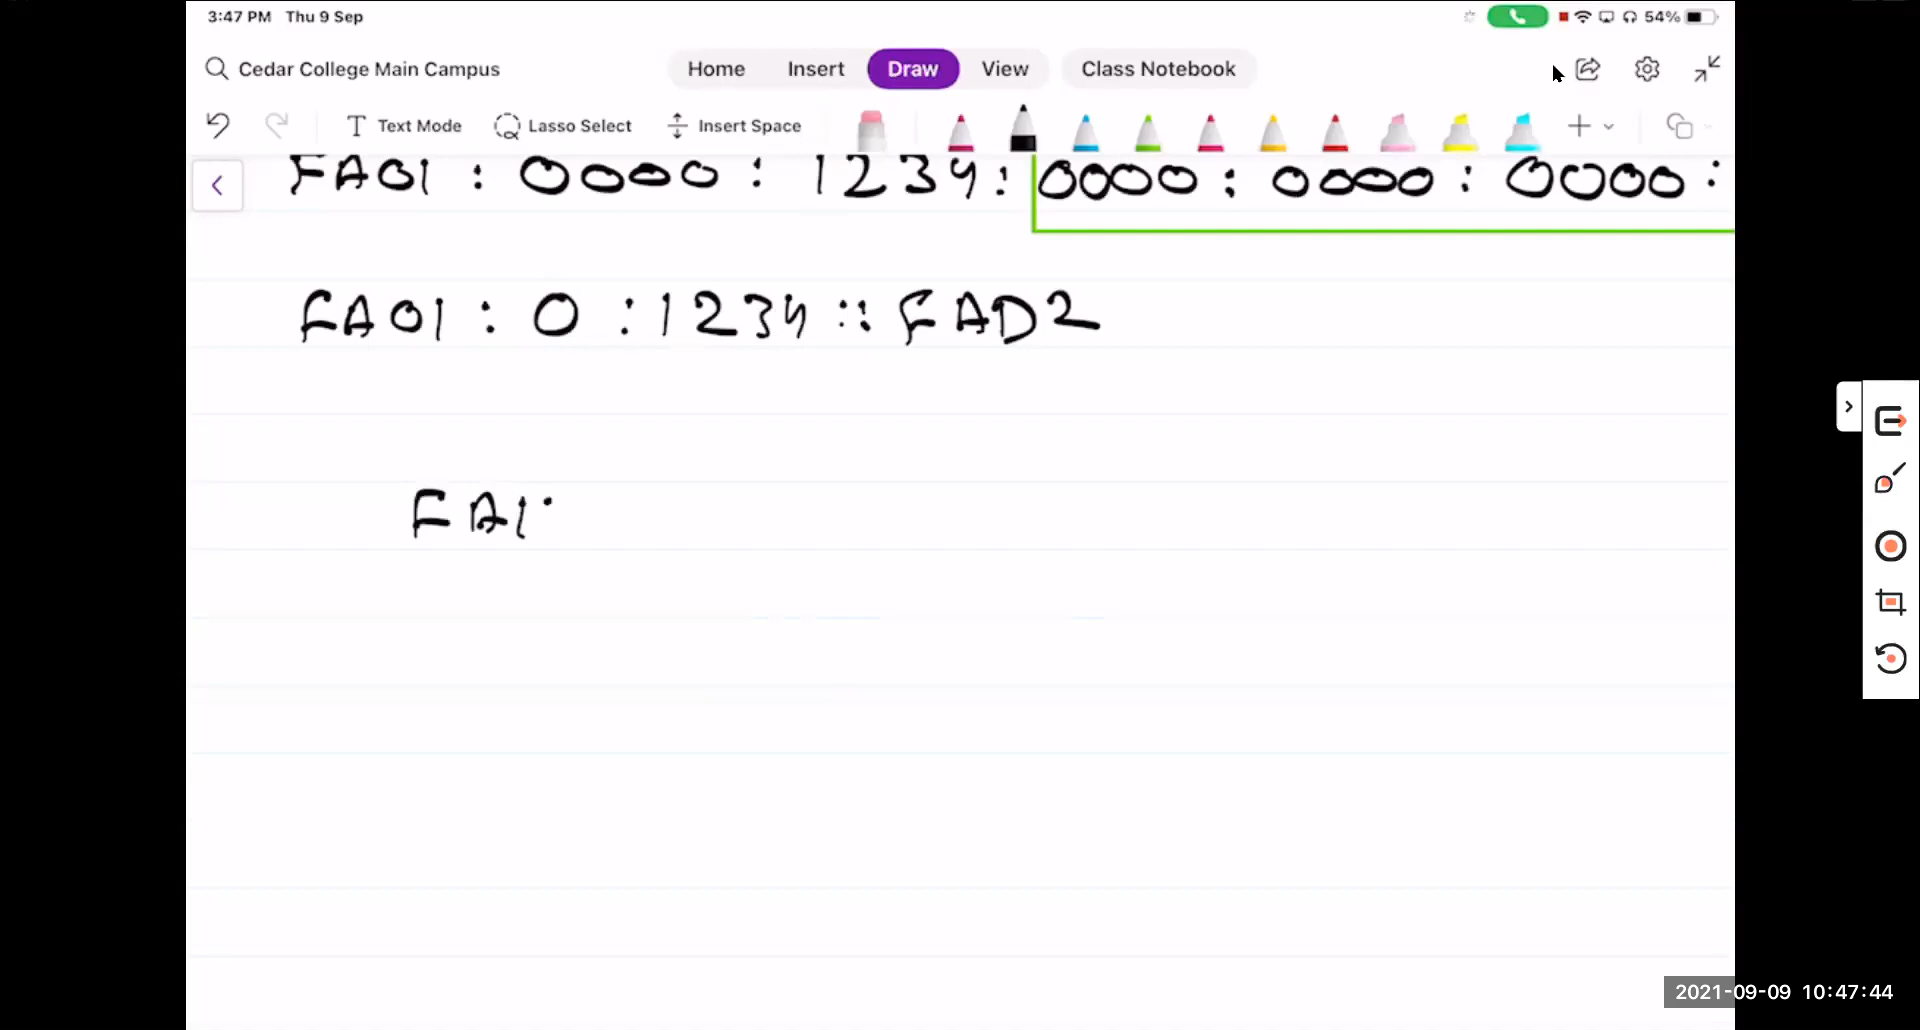 3:47 PM Thu 9 Sep 54%
Cedar College Main Campus Home Insert Draw View Class Notebook
Text Mode Lasso Select Insert Space
FA01 : 0000 : 1234 : 0000 : 0000 : 0000 :
FA01 : 0 : 1234 :: FAD2
FA1
2021-09-09 10:47:44